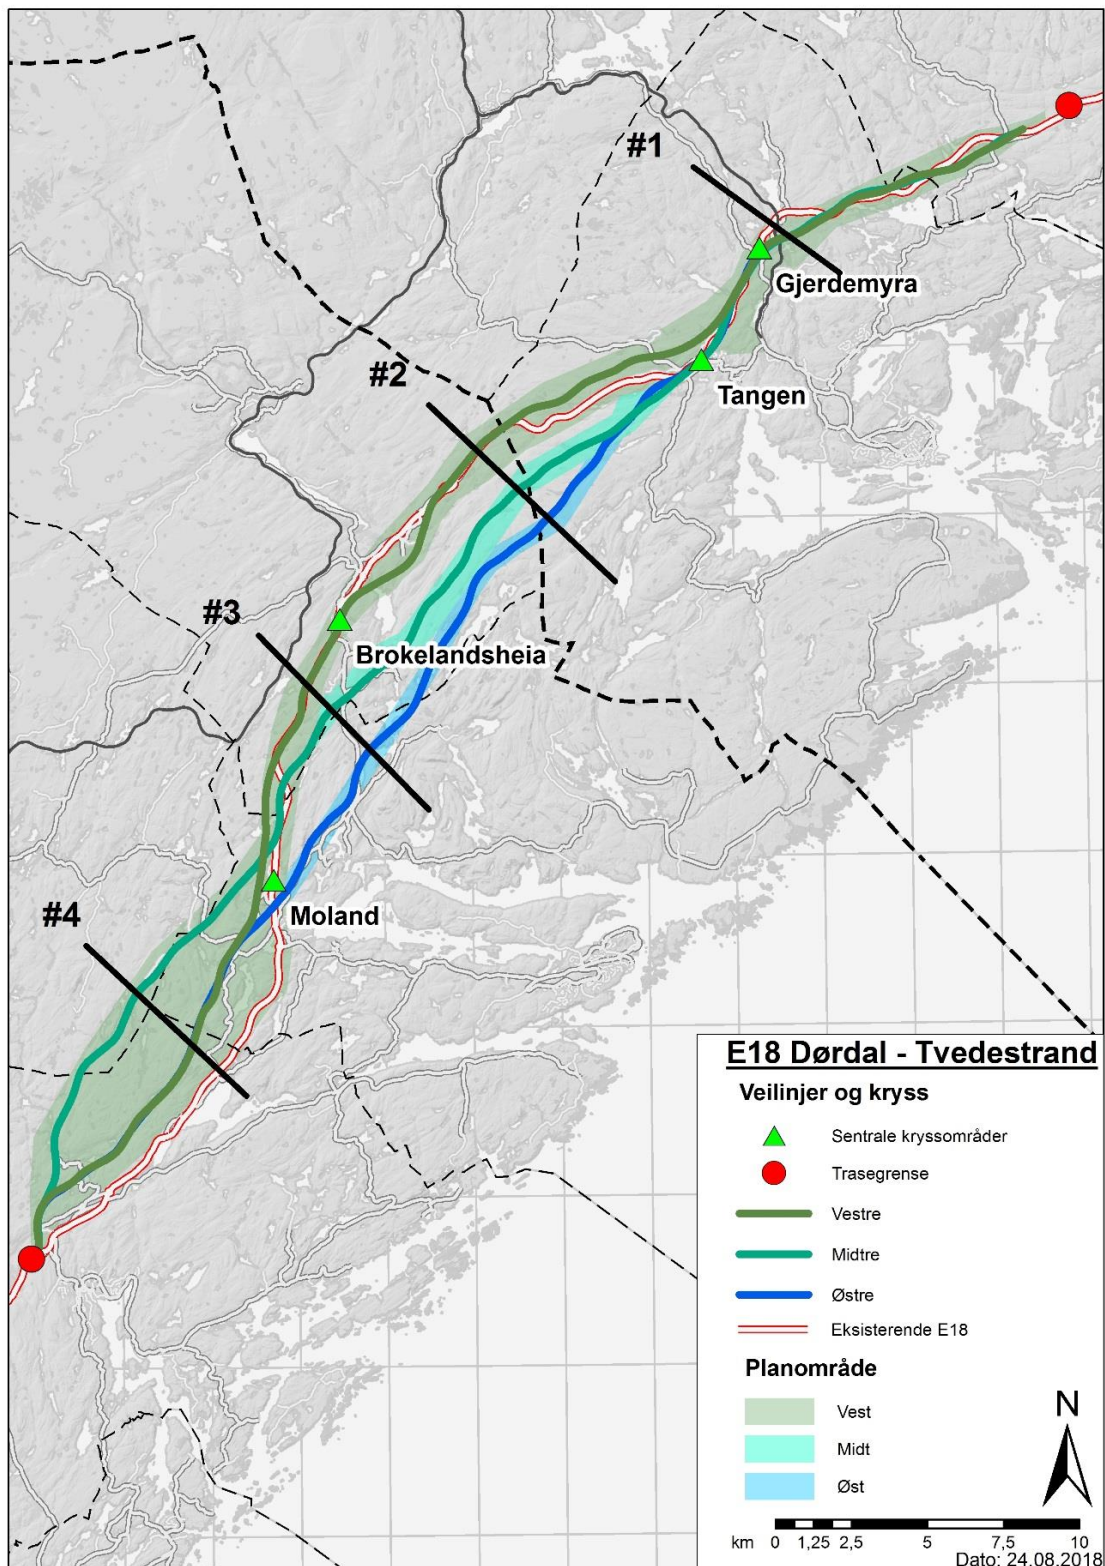 #1
Gjerdemyra
#2
Tangen
#3
Brokelandsheia
#4
Moland
E18 Dørdal - Tvedestrand
Veilinjer og kryss
Sentrale kryssområder
Trasegrense
Vestre
Midtre
Østre
Eksisterende E18
Planområde
Vest
Midt
Øst
N
km 0 1,25 2,5 5 7,5 10
Dato: 24.08.2018